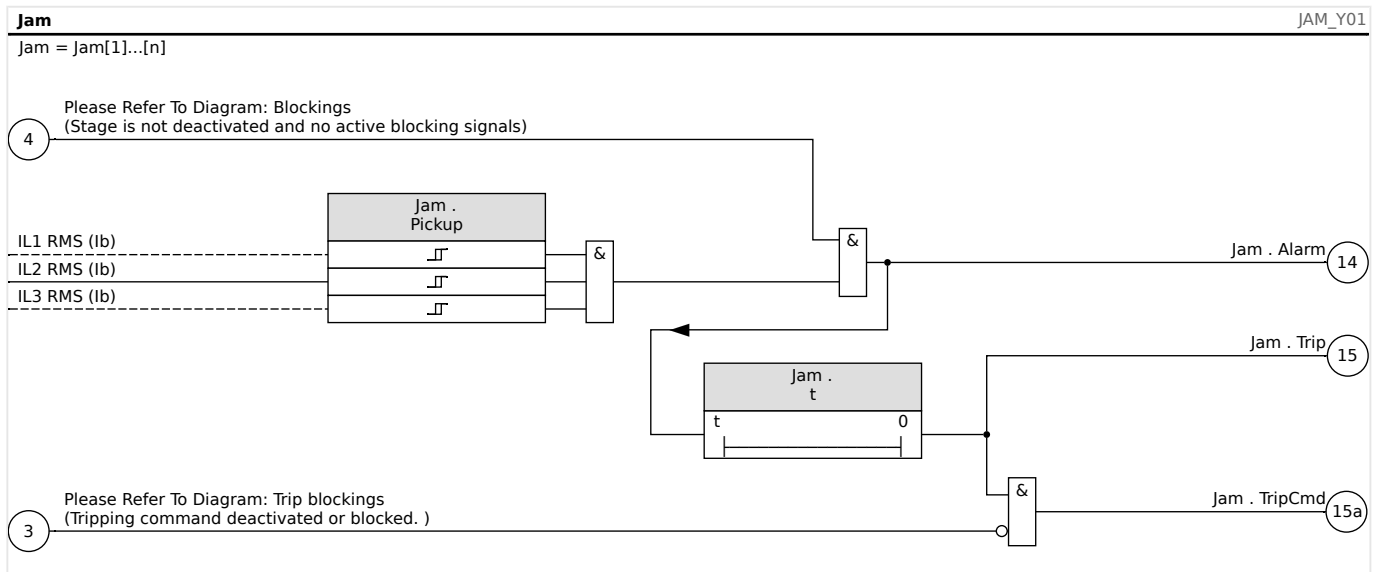 Jam
JAM_Y01
Jam = Jam[1]...[n]
Please Refer To Diagram: Blockings
(Stage is not deactivated and no active blocking signals)
4
Jam .
Pickup
IL1 RMS (Ib)
IL2 RMS (Ib)
IL3 RMS (Ib)
&
&
Jam . Alarm
14
Jam . Trip
15
Jam .
t
t 0
Please Refer To Diagram: Trip blockings
(Tripping command deactivated or blocked. )
3
&
Jam . TripCmd
15a